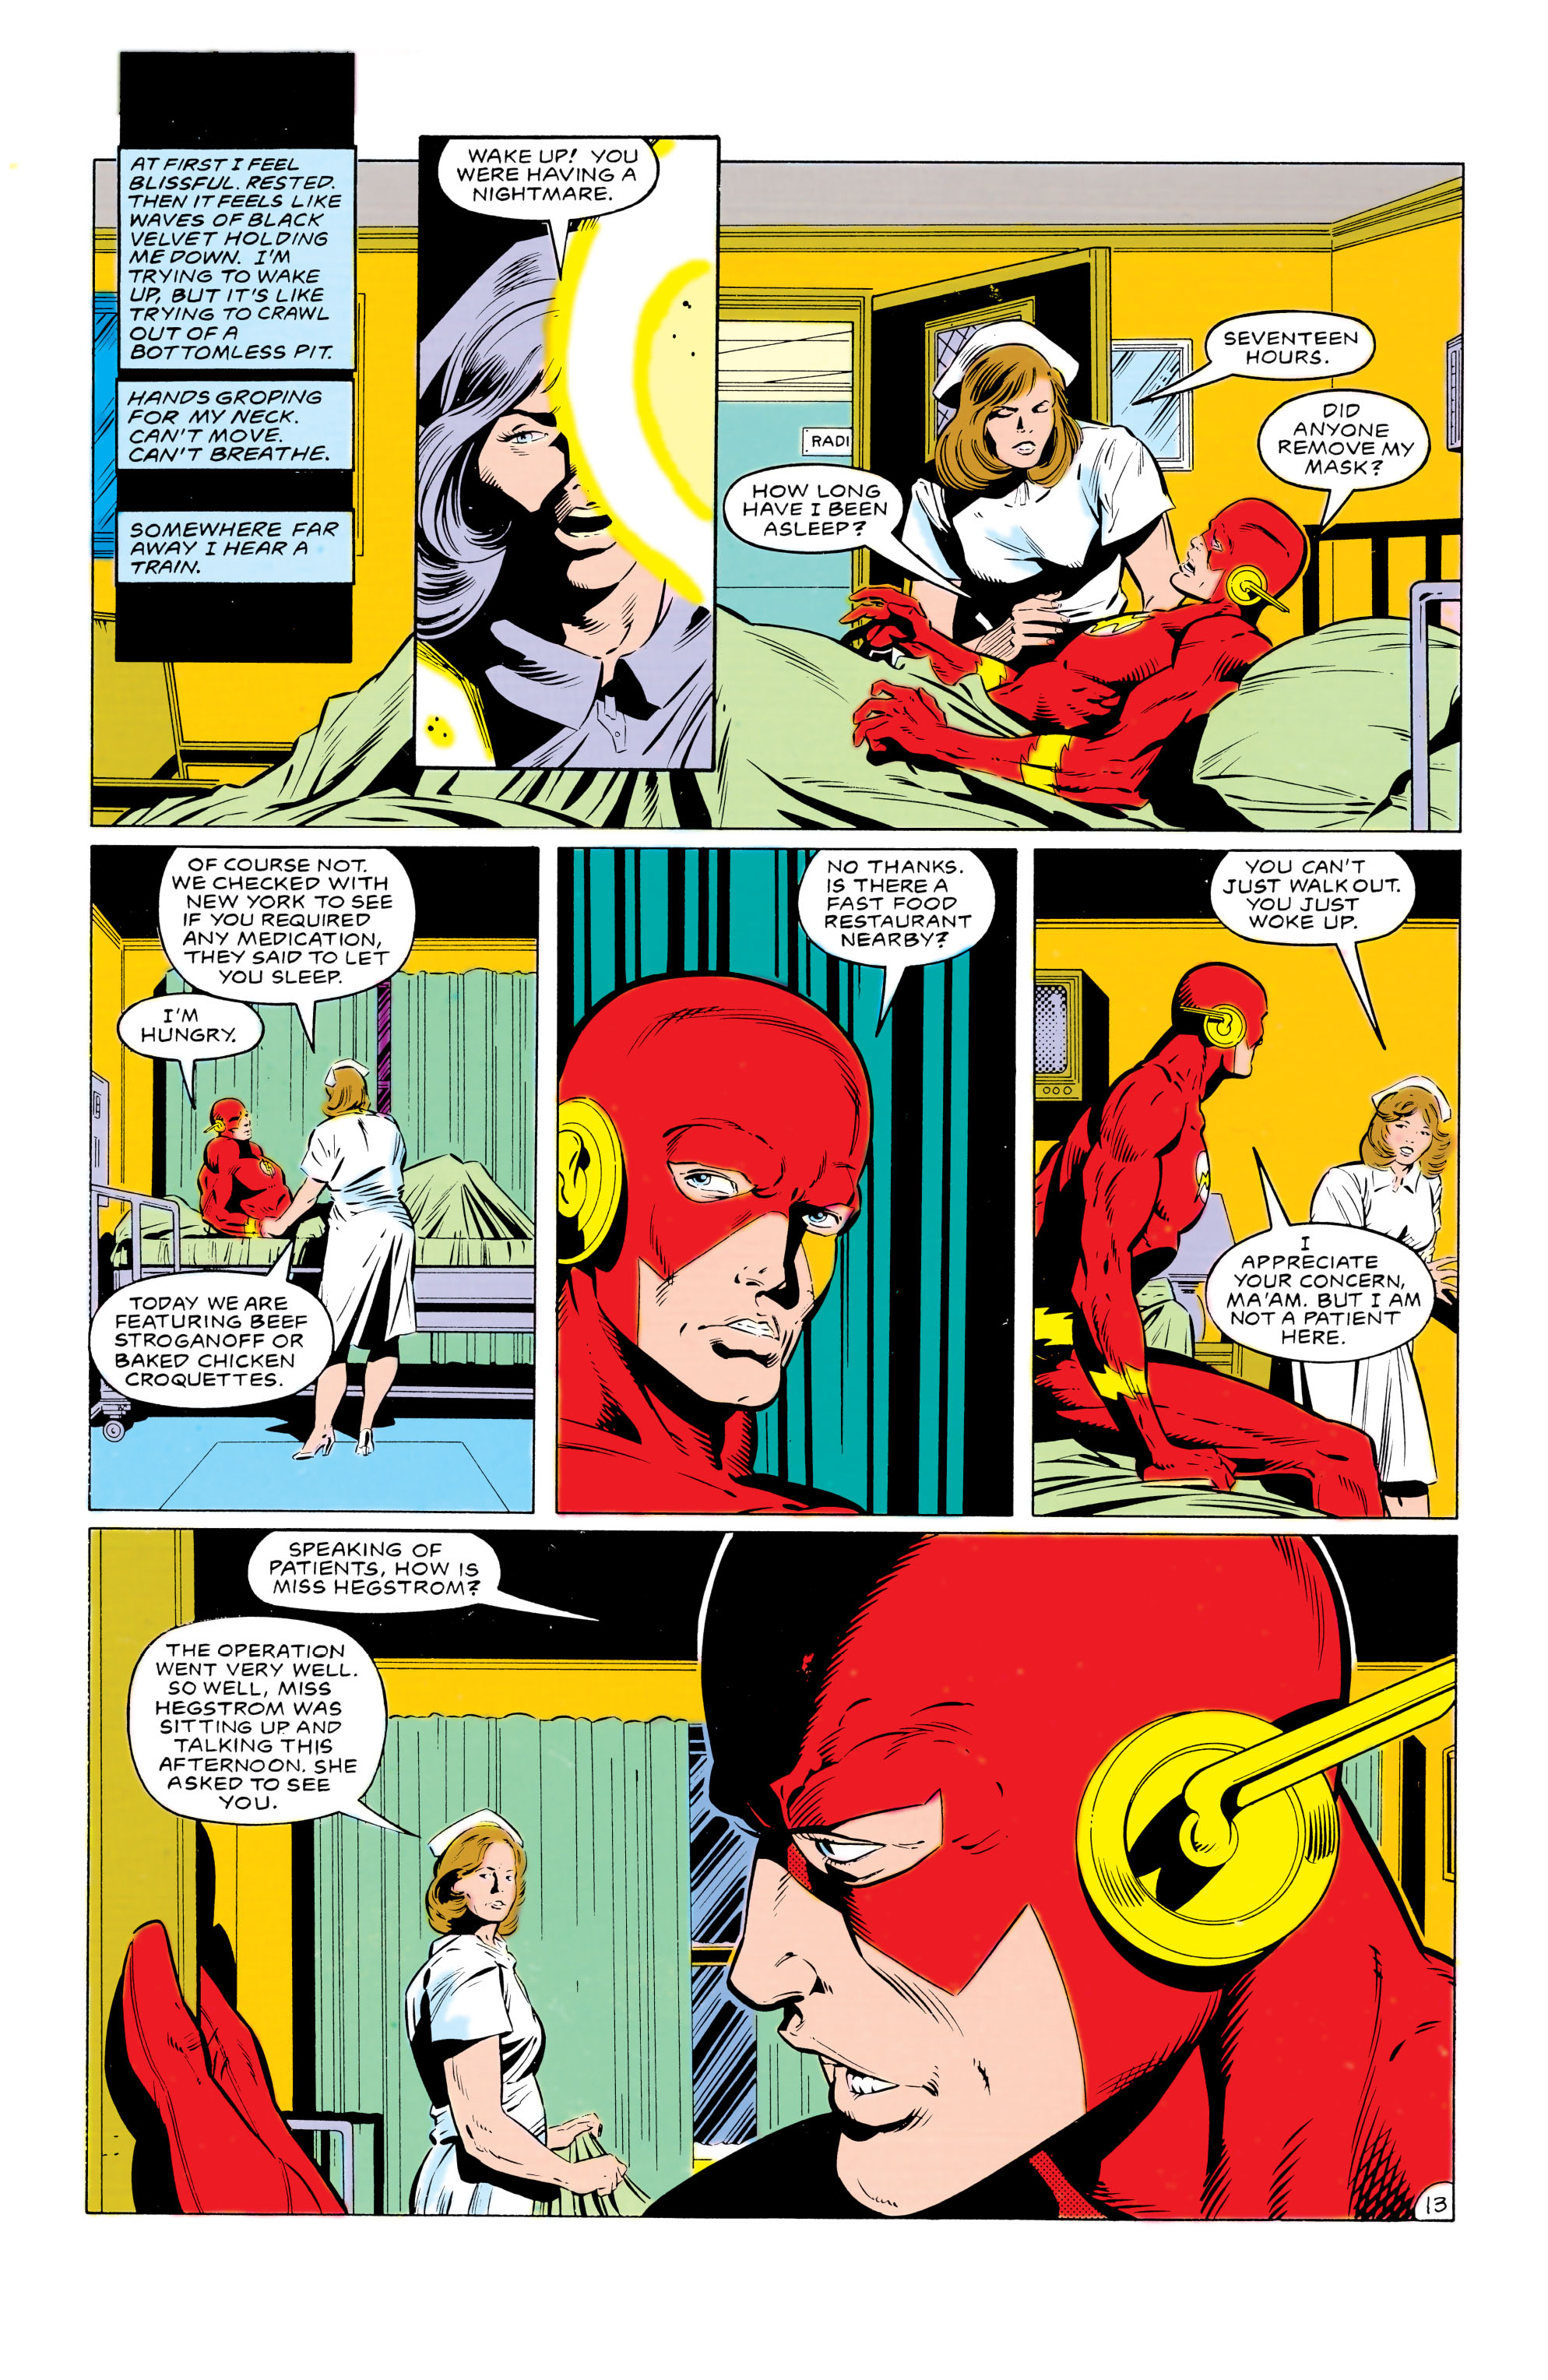 AT FIRST I FEEL
BLISSFUL. RESTED.
THEN IT FEELS LIKE
WAVES OF BLACK
VELVET HOLDING
ME DOWN. I'M
TRYING TO WAKE
UP, BUT IT'S LIKE
TRYING TO CRAWL
OUT OF A
BOTTOMLESS PIT.
HANDS GROPING
FOR MY NECK.
CAN'T MOVE.
CAN'T BREATHE.
SOMEWHERE FAR
AWAY I HEAR A
TRAIN.
WAKE UP! YOU
WERE HAVING A
NIGHTMARE.
RADI
HOW LONG
HAVE I BEEN
ASLEEP?
SEVENTEEN
HOURS.
DID
ANYONE
REMOVE MY
MASK?
OF COURSE NOT.
WE CHECKED WITH
NEW YORK TO SEE
IF YOU REQUIRED
ANY MEDICATION,
THEY SAID TO LET
YOU SLEEP.
I'M
HUNGRY.
TODAY WE ARE
FEATURING BEEF
STROGANOFF OR
BAKED CHICKEN
CROQUETTES.
NO THANKS.
IS THERE A
FAST FOOD
RESTAURANT
NEARBY?
YOU CAN'T
JUST WALK OUT.
YOU JUST
WOKE UP.
I
APPRECIATE
YOUR CONCERN,
MA'AM. BUT I AM
NOT A PATIENT
HERE.
SPEAKING OF
PATIENTS, HOW IS
MISS HEGSTROM?
THE OPERATION
WENT VERY WELL.
SO WELL, MISS
HEGSTROM WAS
SITTING UP AND
TALKING THIS
AFTERNOON. SHE
ASKED TO SEE
YOU.
13